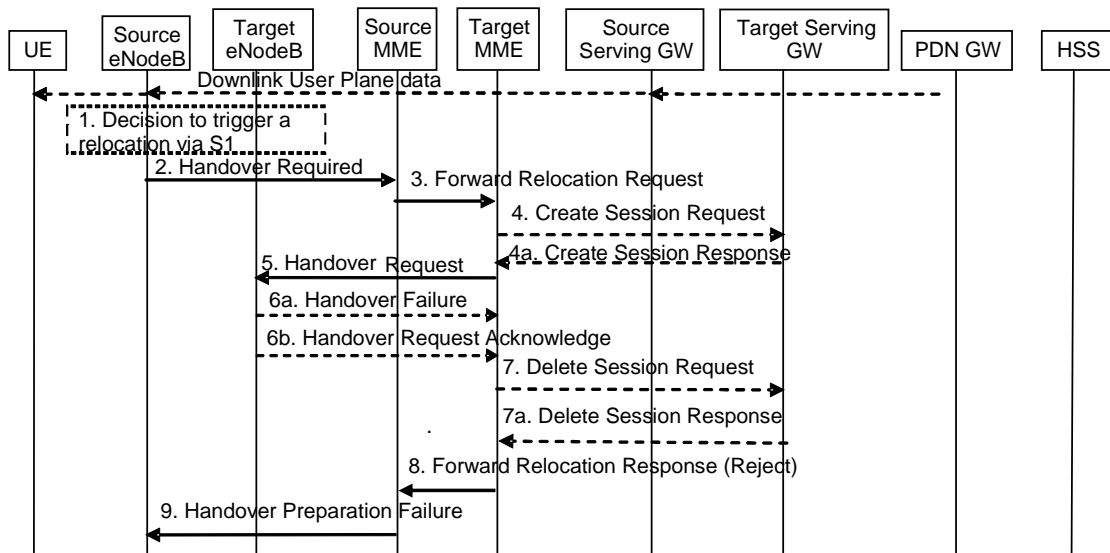 UE
Source
eNodeB
Target
eNodeB
Source
MME
Target
MME
Source
Serving GW
Target Serving
GW
PDN GW
HSS
Downlink User Plane data
1. Decision to trigger a
relocation via S1
2. Handover Required
3. Forward Relocation Request
4. Create Session Request
4a. Create Session Response
5. Handover Request
6a. Handover Failure
6b. Handover Request Acknowledge
7. Delete Session Request
7a. Delete Session Response
.
8. Forward Relocation Response (Reject)
9. Handover Preparation Failure